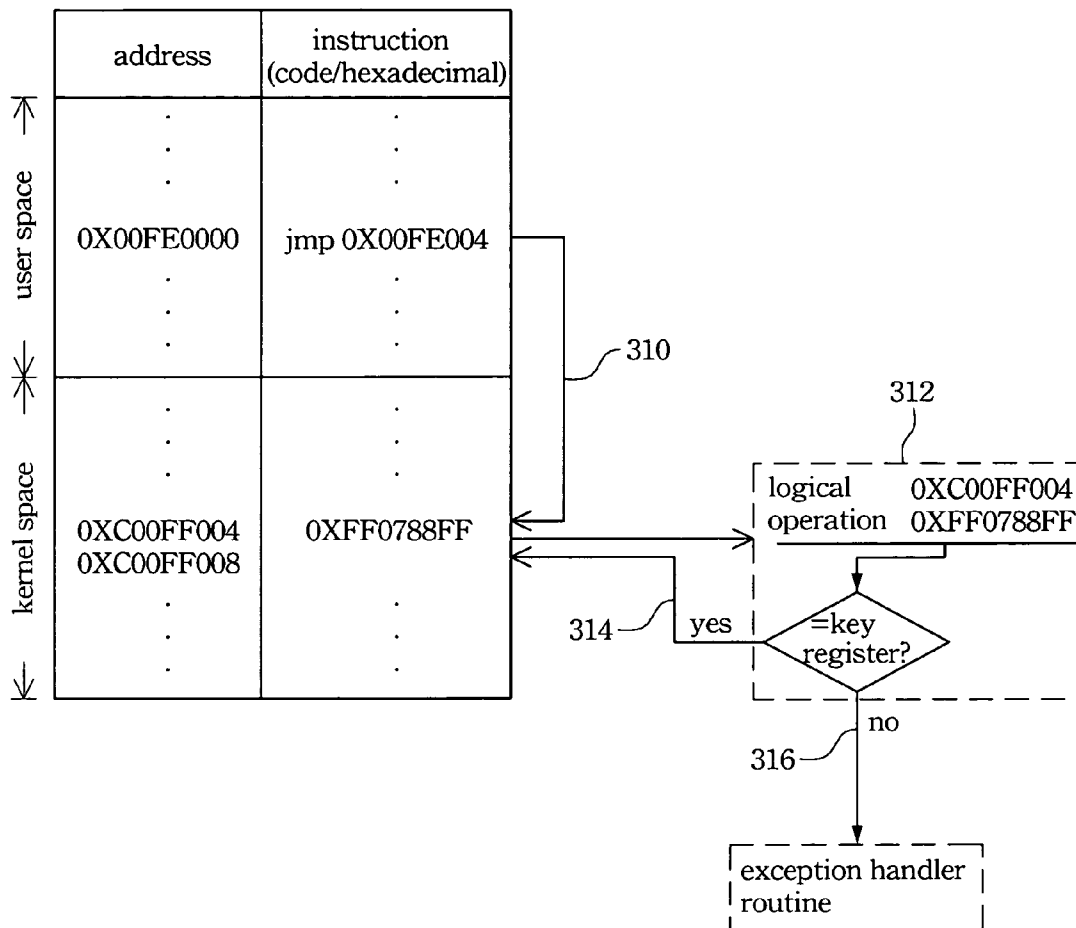 address
instruction
(code/hexadecimal)
user space
0X00FE0000
jmp 0X00FE004
310
kernel space
0XC00FF004
0XFF0788FF
0XC00FF008
312
logical 0XC00FF004
operation 0XFF0788FF
=key
register?
314
yes
no
316
exception handler
routine